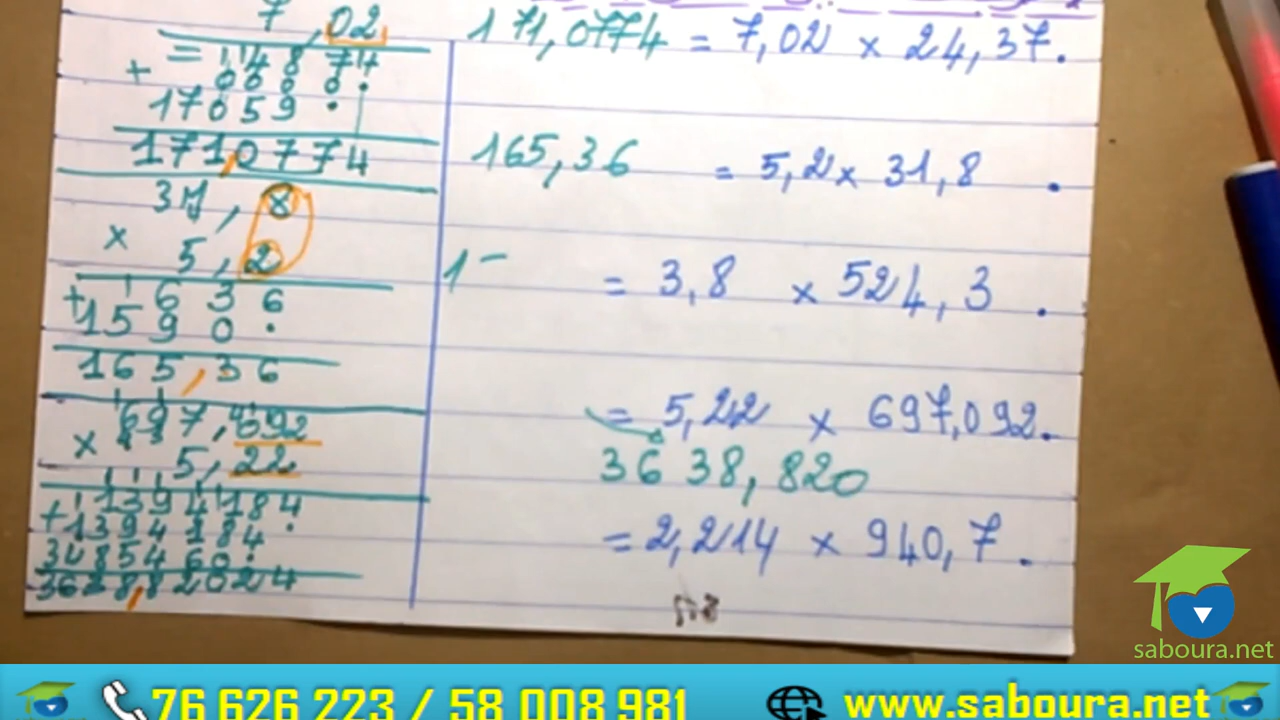 7,02
= 148 74
+ 0000.
17059.
171,0774
31,8
× 5,2
1636
+ 1590.
165,36
697,092
× 5,22
1394184
+ 1394184.
3485460.
3638,82024
171,0774 = 7,02 × 24,37.
165,36 = 5,2 × 31,8.
1
= 3,8 × 524,3.
= 5,22 × 697,092.
3638,820
= 2,214 × 940,7.
saboura.net
76 626 223 / 58 008 981
www.saboura.net